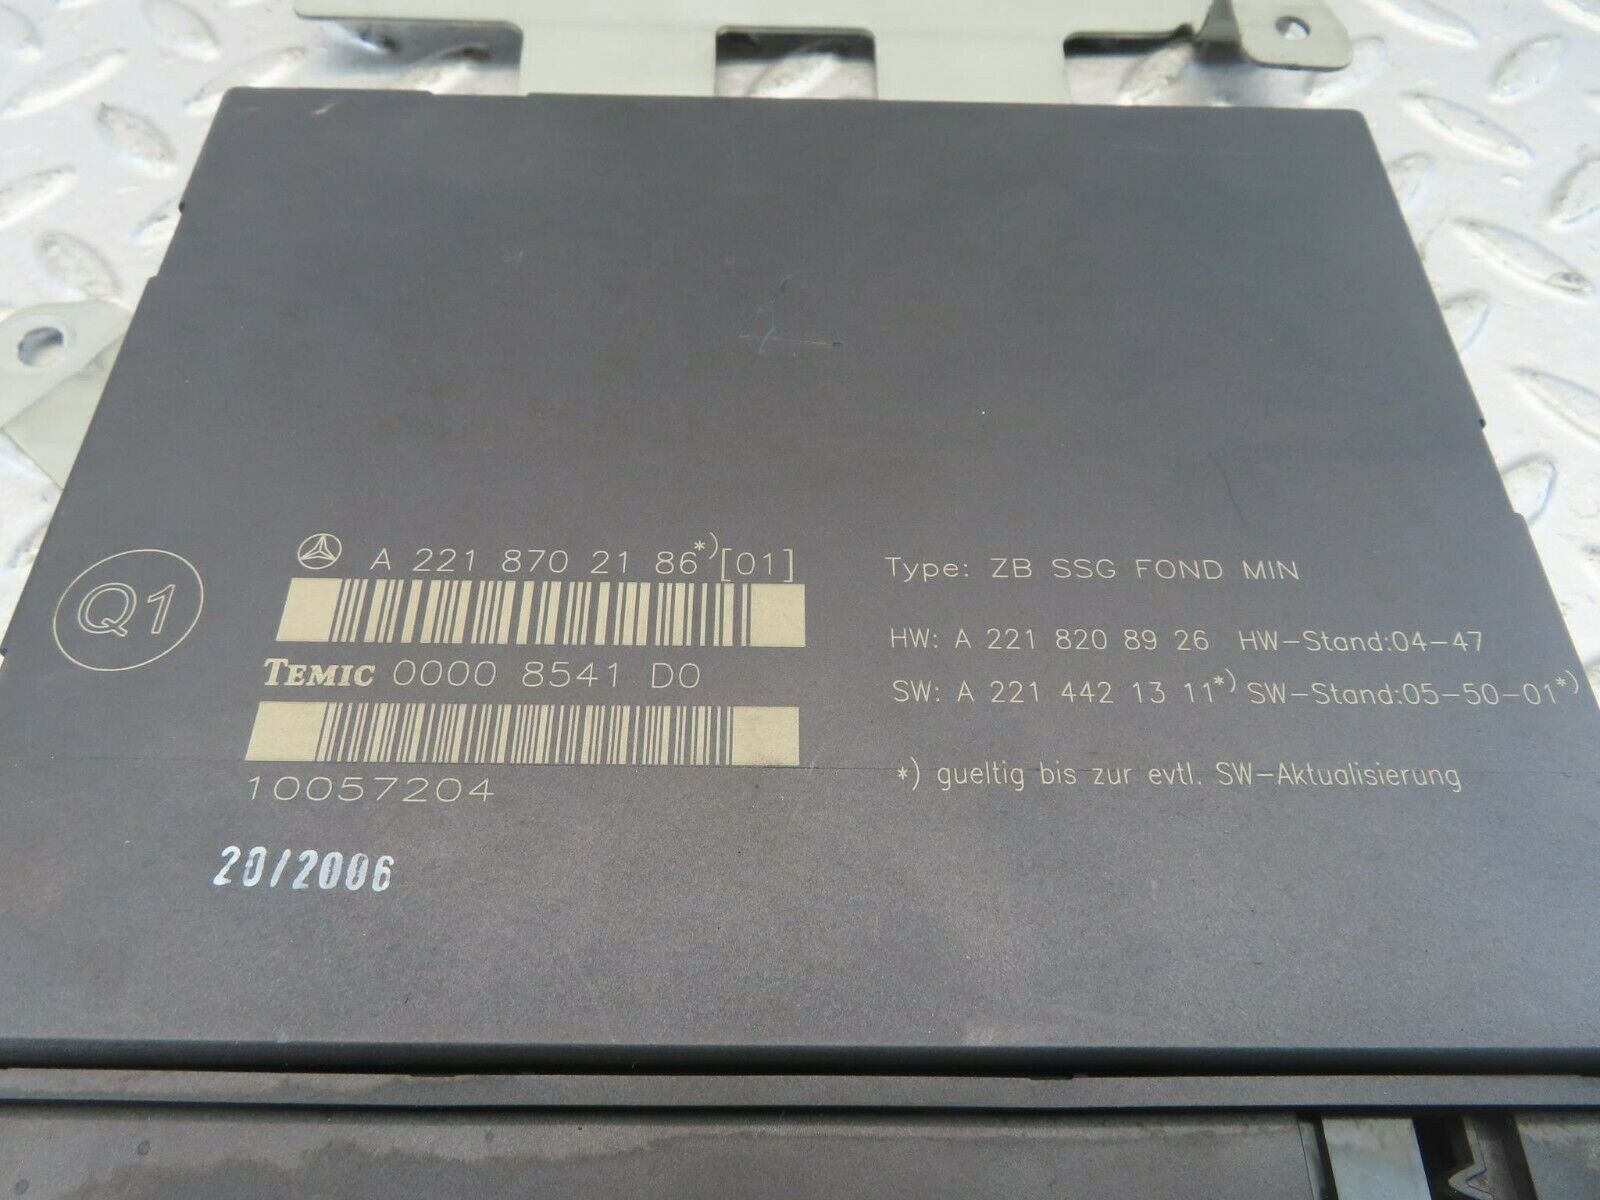 A 221 870 21 86*)[01]
Q1
TEMIC 0000 8541 D0
10057204
20/2006
Type: ZB SSG FOND MIN
HW: A 221 820 89 26 HW-Stand:04-47
SW: A 221 442 13 11*) SW-Stand:05-50-01*)
*) gueltig bis zur evtl. SW-Aktualisierung